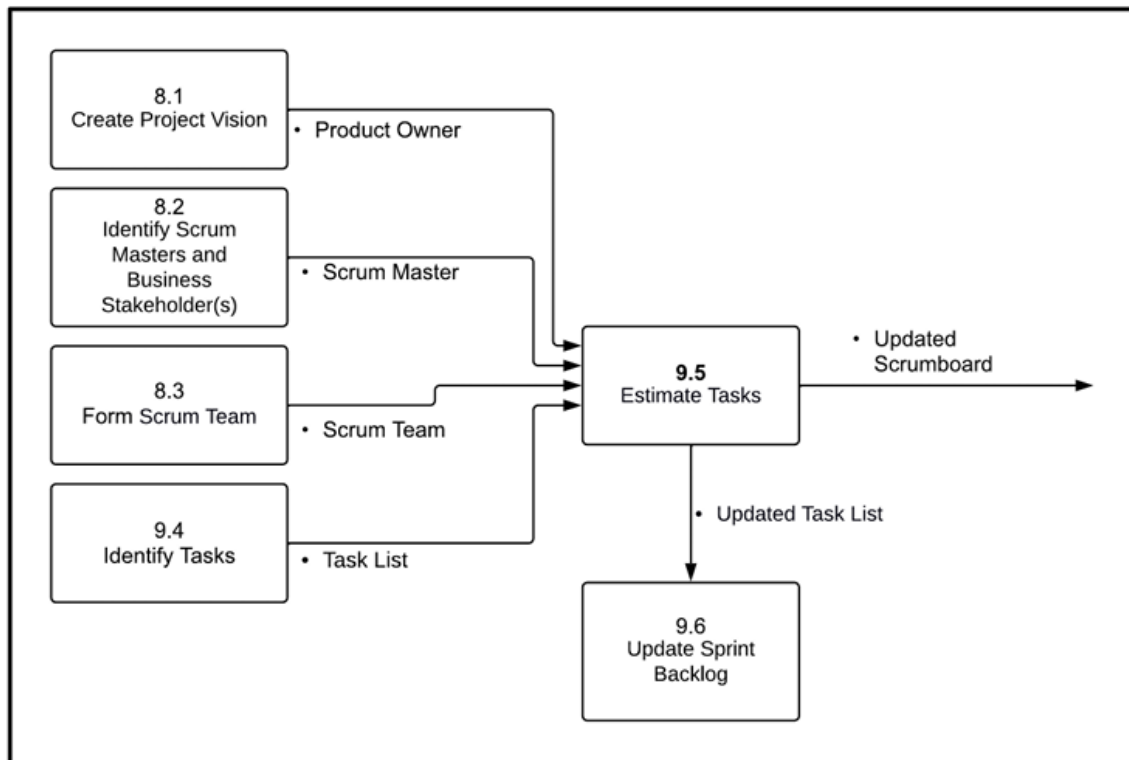 8.1
Create Project Vision
• Product Owner
8.2
Identify Scrum
Masters and
Business
Stakeholder(s)
• Scrum Master
8.3
Form Scrum Team
• Scrum Team
9.4
Identify Tasks
• Task List
9.5
Estimate Tasks
• Updated
Scrumboard
• Updated Task List
9.6
Update Sprint
Backlog